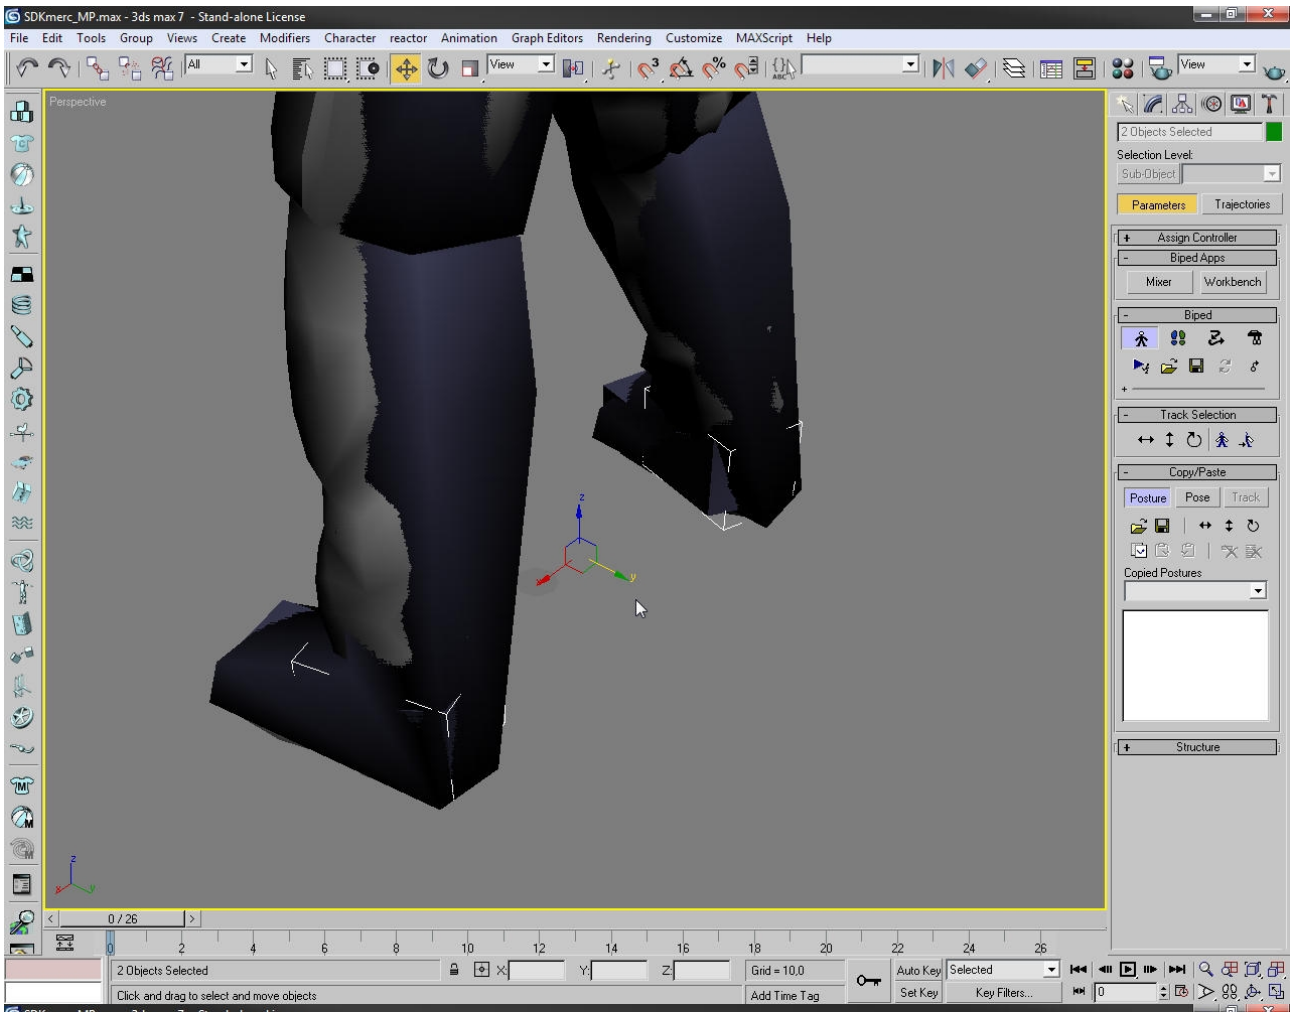 SDKmerc_MP.max - 3ds max 7 - Stand-alone License
File Edit Tools Group Views Create Modifiers Character reactor Animation Graph Editors Rendering Customize MAXScript Help
All View 3 % ABC View
Perspective
2 Objects Selected
Selection Level:
Sub-Object
Parameters Trajectories
+ Assign Controller
- Biped Apps
Mixer Workbench
- Biped
+
- Track Selection
- Copy/Paste
Posture Pose Track
Copied Postures
+ Structure
z
y
z
x y
M
M
M
< 0 / 26 >
0 2 4 6 8 10 12 14 16 18 20 22 24 26
2 Objects Selected X: Y: Z: Grid = 10,0 Auto Key Selected
Click and drag to select and move objects Add Time Tag Set Key Key Filters... 0